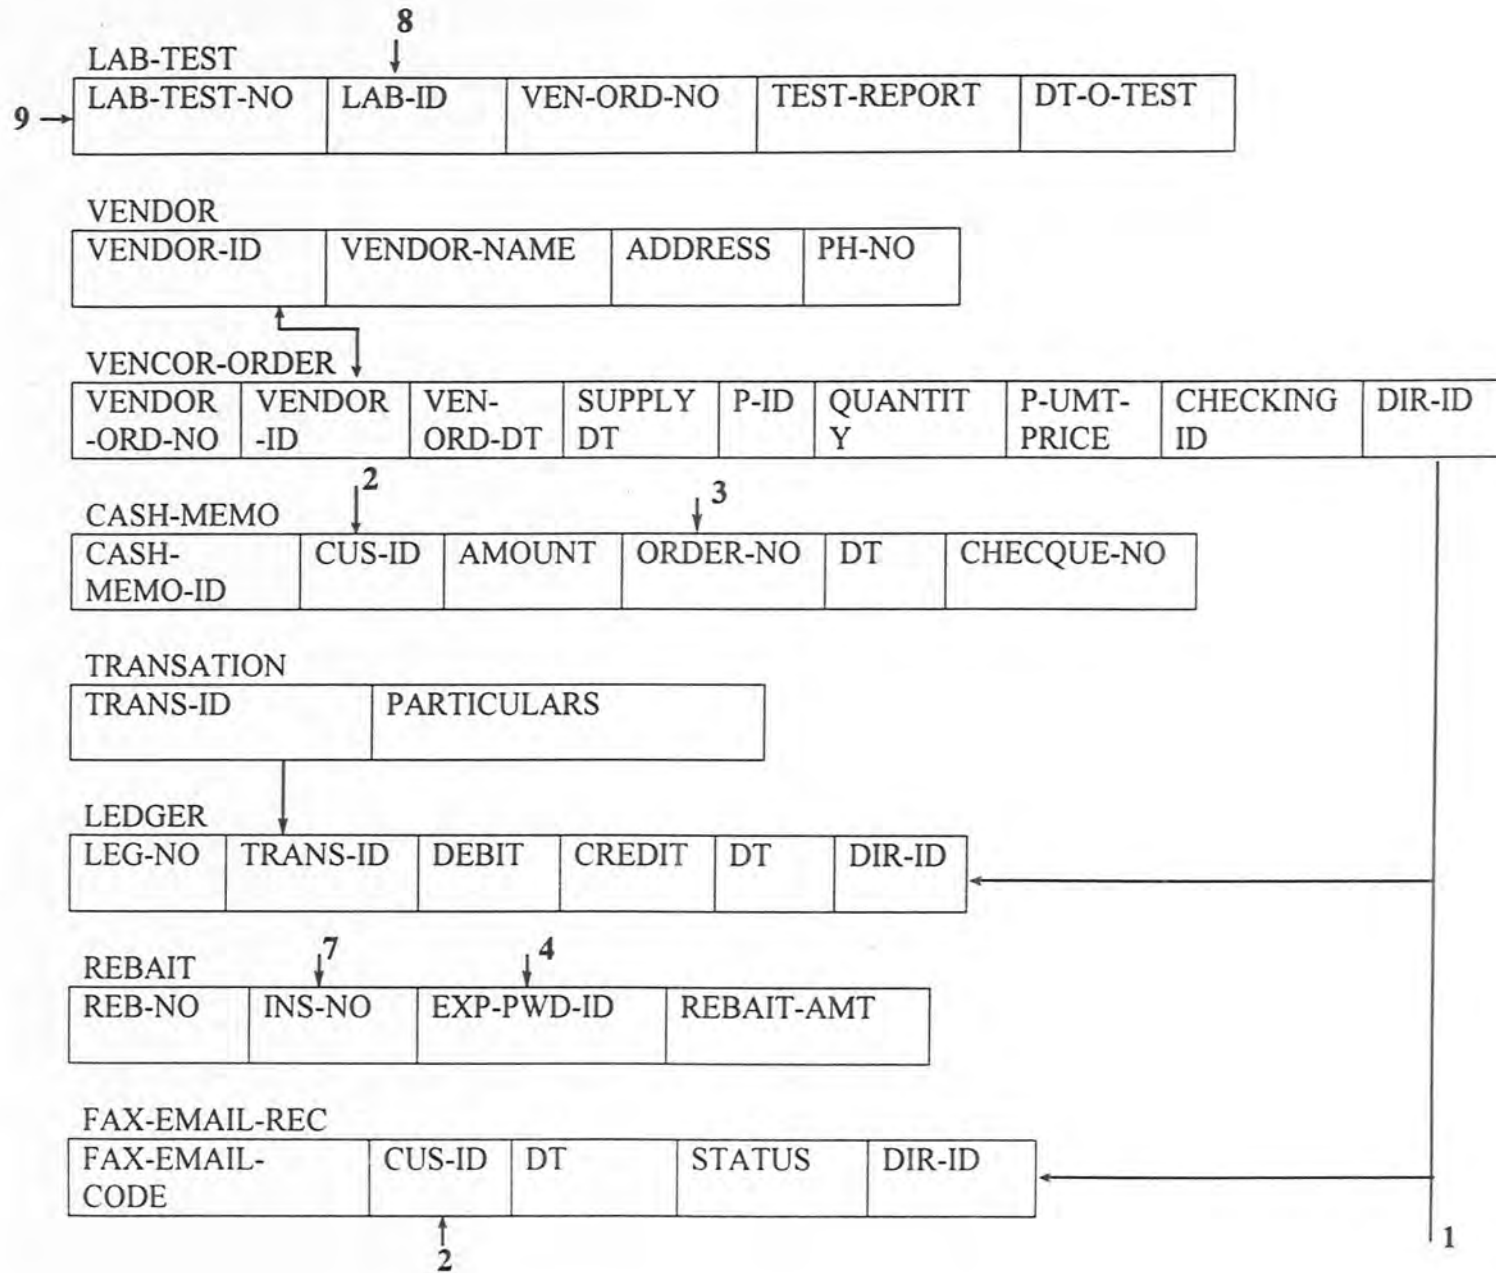 8
LAB-TEST
LAB-TEST-NO LAB-ID VEN-ORD-NO TEST-REPORT DT-O-TEST
9
VENDOR
VENDOR-ID VENDOR-NAME ADDRESS PH-NO
VENCOR-ORDER
VENDOR VENDOR VEN- SUPPLY P-ID QUANTIT P-UMT- CHECKING DIR-ID
-ORD-NO -ID ORD-DT DT Y PRICE ID
2 3
CASH-MEMO
CASH- CUS-ID AMOUNT ORDER-NO DT CHECQUE-NO
MEMO-ID
TRANSATION
TRANS-ID PARTICULARS
LEDGER
LEG-NO TRANS-ID DEBIT CREDIT DT DIR-ID
7 4
REBAIT
REB-NO INS-NO EXP-PWD-ID REBAIT-AMT
FAX-EMAIL-REC
FAX-EMAIL- CUS-ID DT STATUS DIR-ID
CODE
2 1